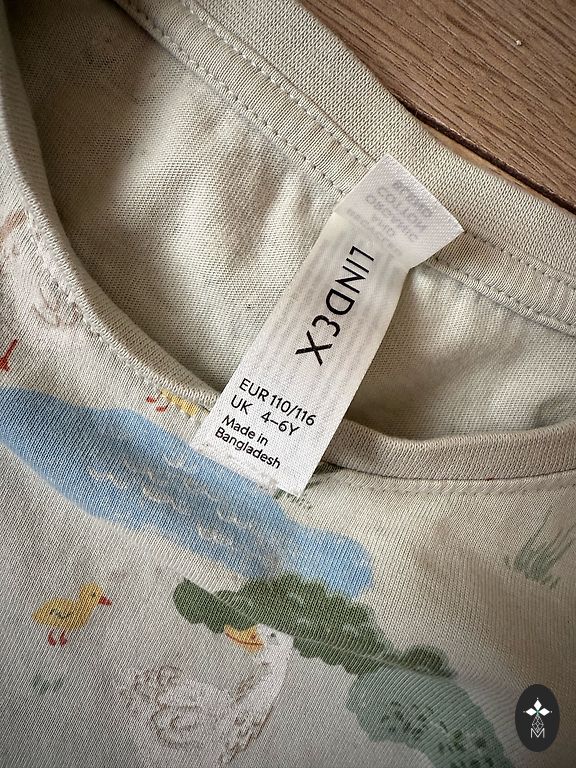 LINDEX
EUR 110/116
UK 4-6Y
Made in
Bangladesh
M